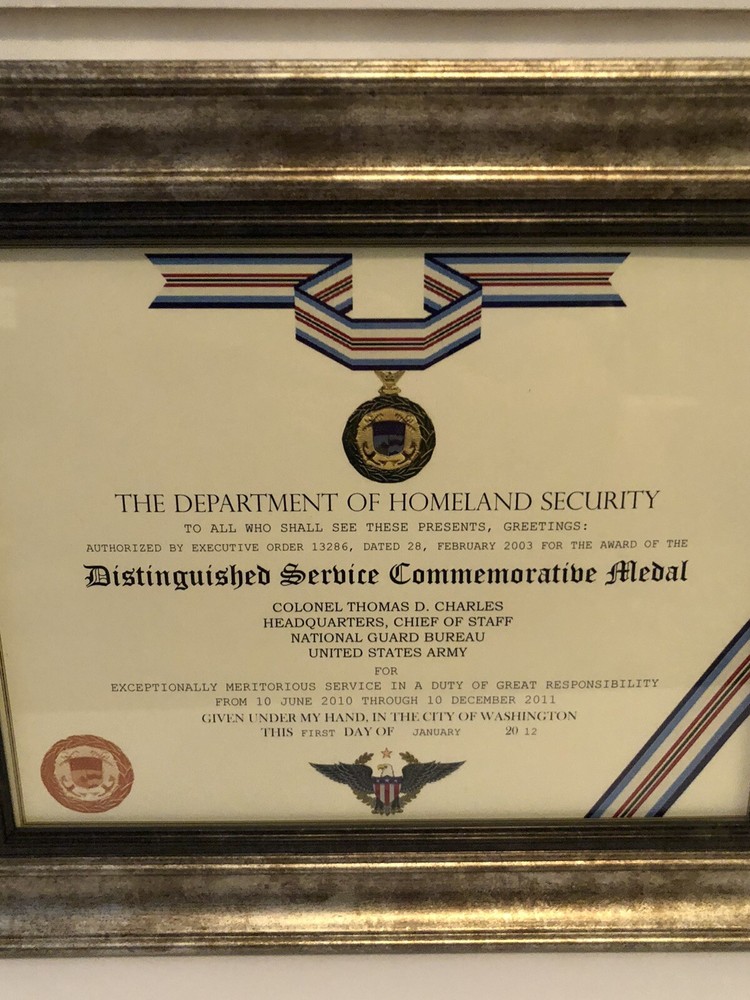 THE DEPARTMENT OF HOMELAND SECURITY
TO ALL WHO SHALL SEE THESE PRESENTS, GREETINGS:
AUTHORIZED BY EXECUTIVE ORDER 13286, DATED 28, FEBRUARY 2003 FOR THE AWARD OF THE
Distinguished Service Commemorative Medal
COLONEL THOMAS D. CHARLES
HEADQUARTERS, CHIEF OF STAFF
NATIONAL GUARD BUREAU
UNITED STATES ARMY
FOR
EXCEPTIONALLY MERITORIOUS SERVICE IN A DUTY OF GREAT RESPONSIBILITY
FROM 10 JUNE 2010 THROUGH 10 DECEMBER 2011
GIVEN UNDER MY HAND, IN THE CITY OF WASHINGTON
THIS FIRST DAY OF JANUARY 20 12